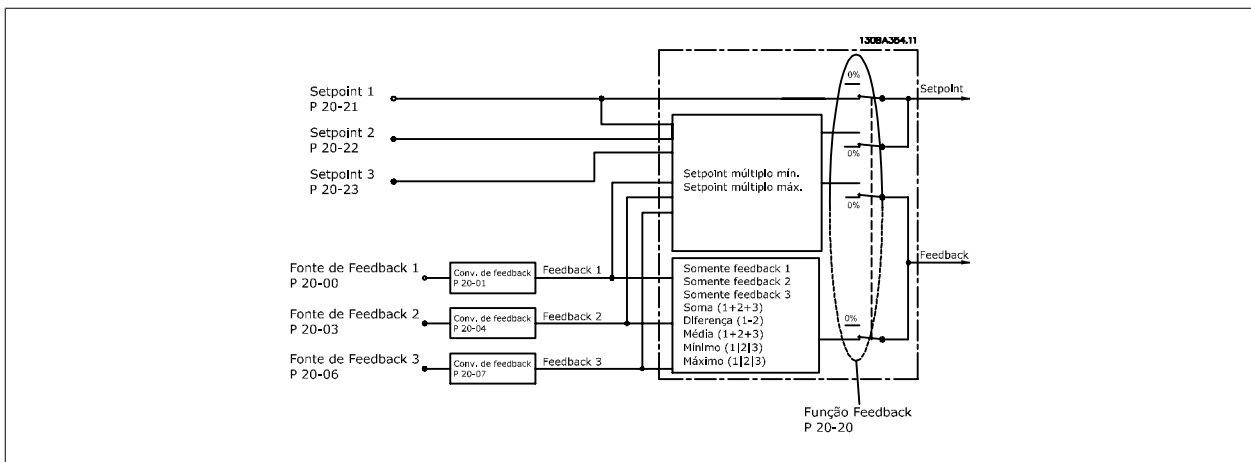 130BA354.11
Setpoint 1
P 20-21
Setpoint 2
P 20-22
Setpoint 3
P 20-23
0%
Setpoint
0%
Setpoint múltiplo mín.
Setpoint múltiplo máx.
0%
Feedback
Fonte de Feedback 1
P 20-00
Conv. de feedback
P 20-01
Feedback 1
Fonte de Feedback 2
P 20-03
Conv. de feedback
P 20-04
Feedback 2
Fonte de Feedback 3
P 20-06
Conv. de feedback
P 20-07
Feedback 3
Somente feedback 1
Somente feedback 2
Somente feedback 3
Soma (1+2+3)
Diferença (1-2)
Média (1+2+3)
Mínimo (1|2|3)
Máximo (1|2|3)
0%
Função Feedback
P 20-20